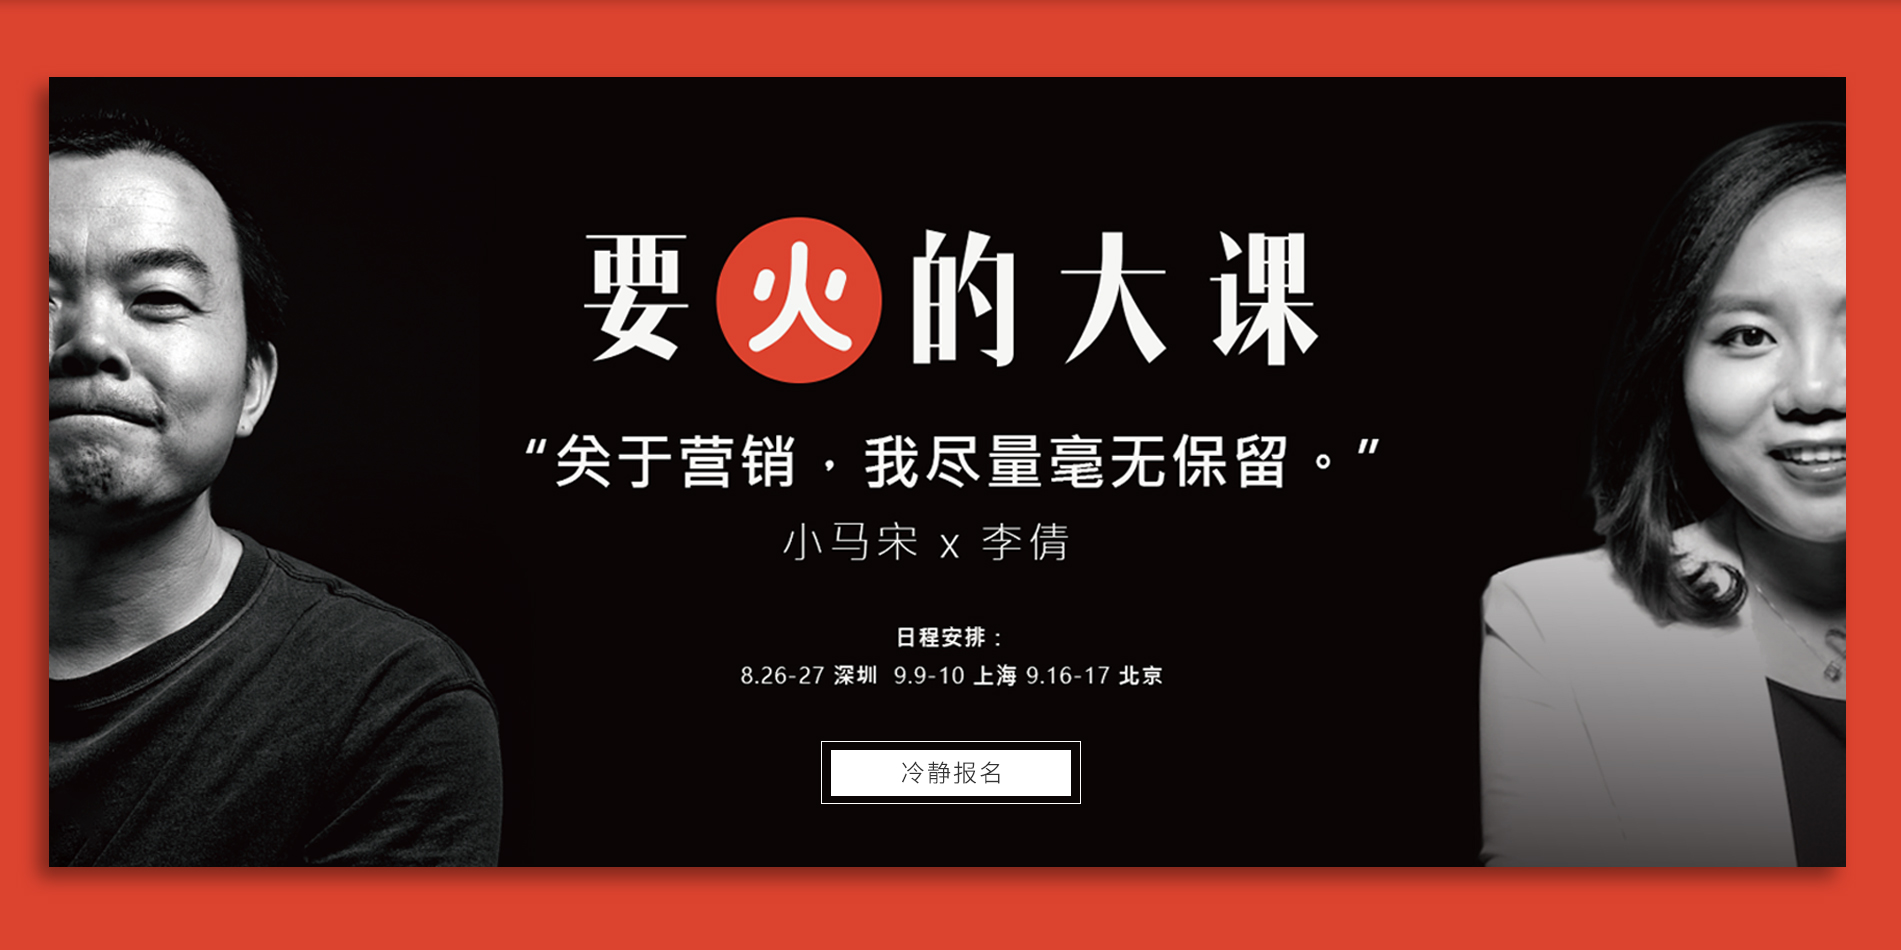 要火的大课
“关于营销，我尽量毫无保留。”
小马宋 x 李倩
日程安排：
8.26-27 深圳 9.9-10 上海 9.16-17 北京
冷静报名